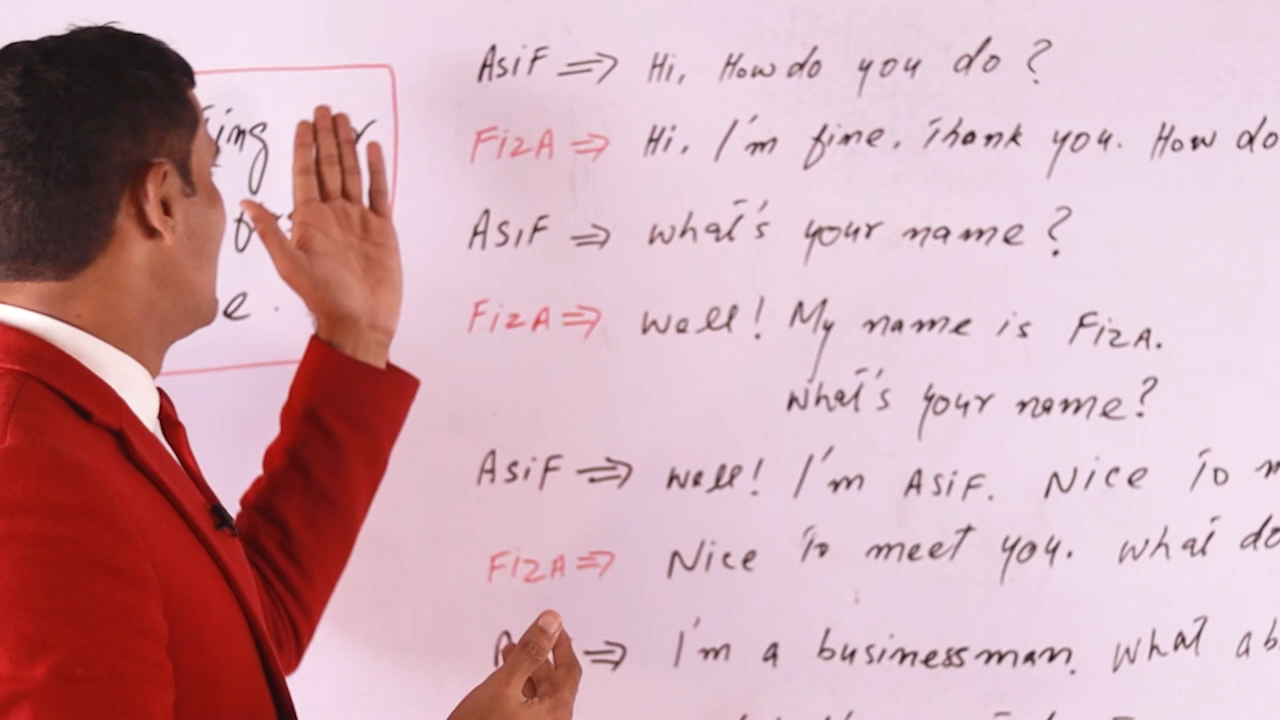 Asif ⇒ Hi, How do you do?
FizA ⇒ Hi, I'm fine. Thank you. How do
Asif ⇒ what's your name?
FizA ⇒ well! My name is FizA.
what's your name?
Asif ⇒ well! I'm Asif. Nice To
FizA ⇒ Nice To meet you. what do
⇒ I'm a businessman. what